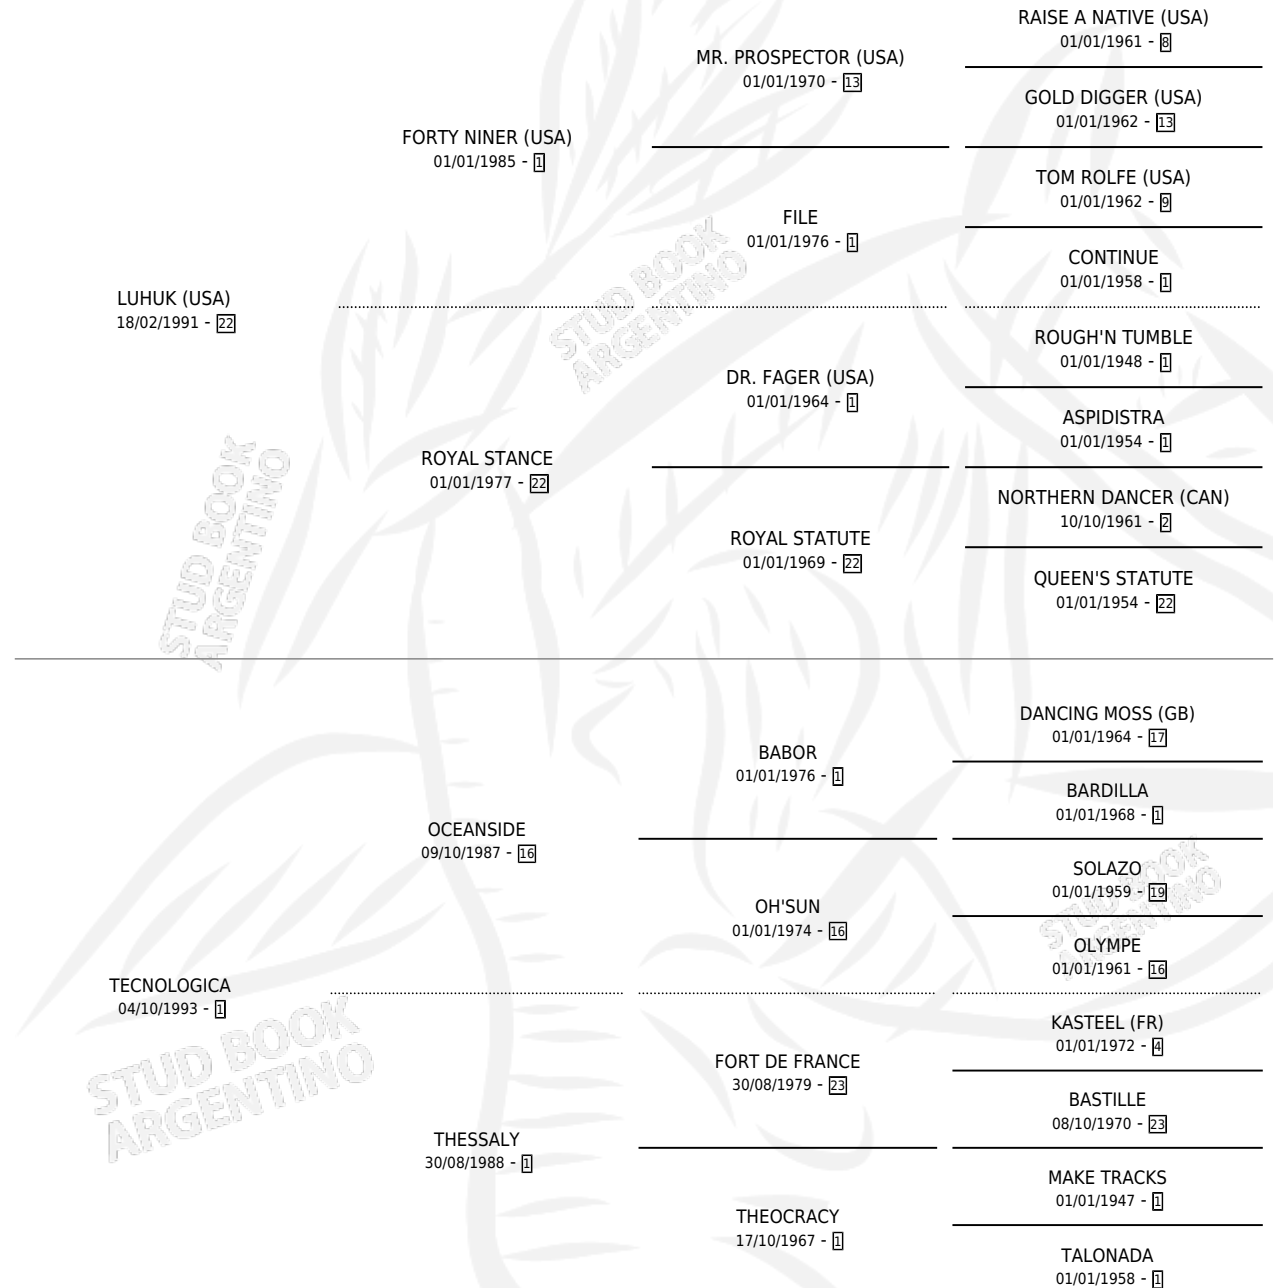 RAISE A NATIVE (USA)
01/01/1961 - 8
MR. PROSPECTOR (USA)
01/01/1970 - 13
GOLD DIGGER (USA)
01/01/1962 - 13
FORTY NINER (USA)
01/01/1985 - 1
TOM ROLFE (USA)
01/01/1962 - 9
FILE
01/01/1976 - 1
CONTINUE
01/01/1958 - 1
LUHUK (USA)
18/02/1991 - 22
ROUGH'N TUMBLE
01/01/1948 - 1
DR. FAGER (USA)
01/01/1964 - 1
ASPIDISTRA
01/01/1954 - 1
ROYAL STANCE
01/01/1977 - 22
NORTHERN DANCER (CAN)
10/10/1961 - 2
ROYAL STATUTE
01/01/1969 - 22
QUEEN'S STATUTE
01/01/1954 - 22
STUD BOOK
ARGENTINO
STUD BOOK
ARGENTINO
DANCING MOSS (GB)
01/01/1964 - 17
BABOR
01/01/1976 - 1
BARDILLA
01/01/1968 - 1
OCEANSIDE
09/10/1987 - 16
SOLAZO
01/01/1959 - 19
OH'SUN
01/01/1974 - 16
OLYMPE
01/01/1961 - 16
STUD BOOK
ARGENTINO
TECNOLOGICA
04/10/1993 - 1
KASTEEL (FR)
01/01/1972 - 4
FORT DE FRANCE
30/08/1979 - 23
BASTILLE
08/10/1970 - 23
STUD BOOK
ARGENTINO
THESSALY
30/08/1988 - 1
MAKE TRACKS
01/01/1947 - 1
THEOCRACY
17/10/1967 - 1
TALONADA
01/01/1958 - 1